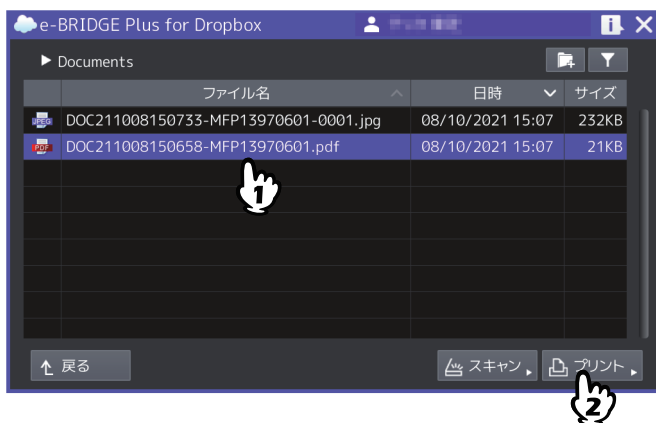 e-BRIDGE Plus for Dropbox
Documents
ファイル名 日時 サイズ
JPEG DOC211008150733-MFP13970601-0001.jpg 08/10/2021 15:07 232KB
PDF DOC211008150658-MFP13970601.pdf 08/10/2021 15:07 21KB
1
戻る スキャン プリント
2